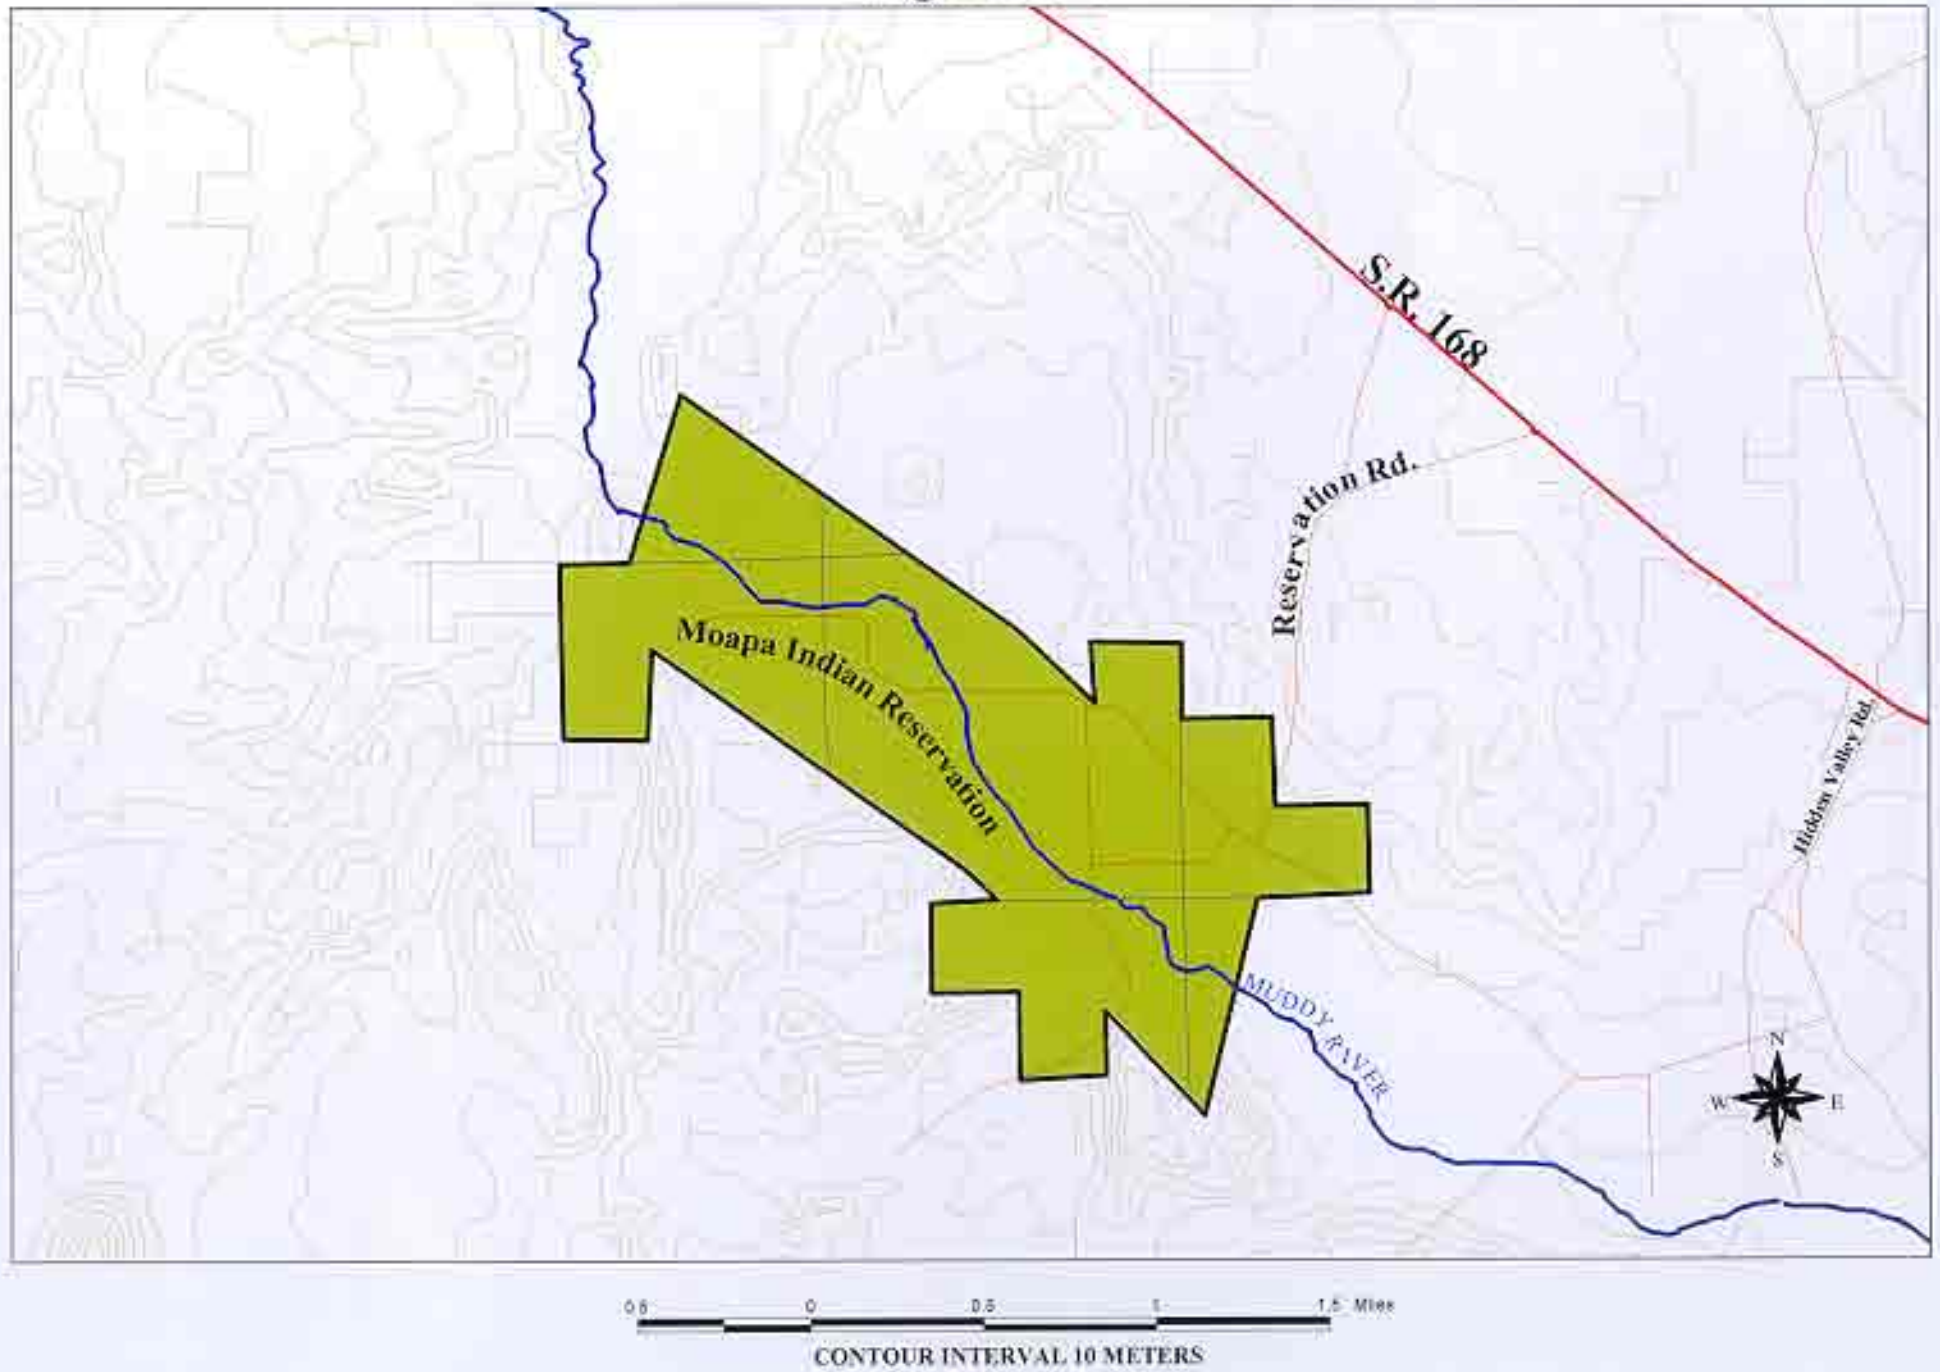 S.R. 168
Reservation Rd.
Moapa Indian Reservation
Hidden Valley Rd.
MUDDY RIVER
N
W E
S
0.5 0 0.5 1 1.5 Miles
CONTOUR INTERVAL 10 METERS